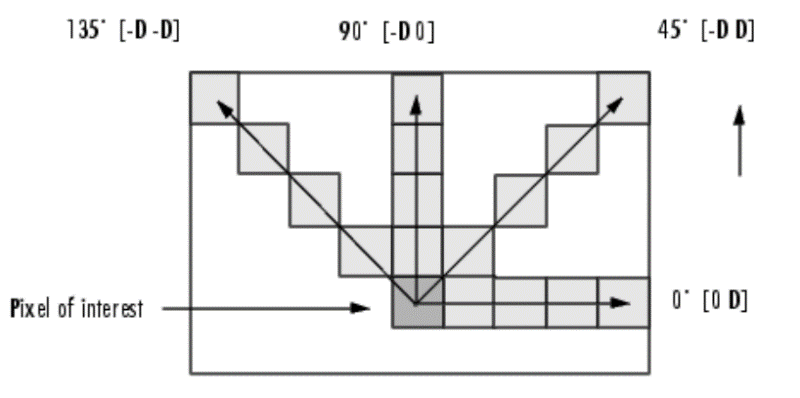 135° [-D -D]
90° [-D 0]
45° [-D D]
Pixel of interest
0° [0 D]